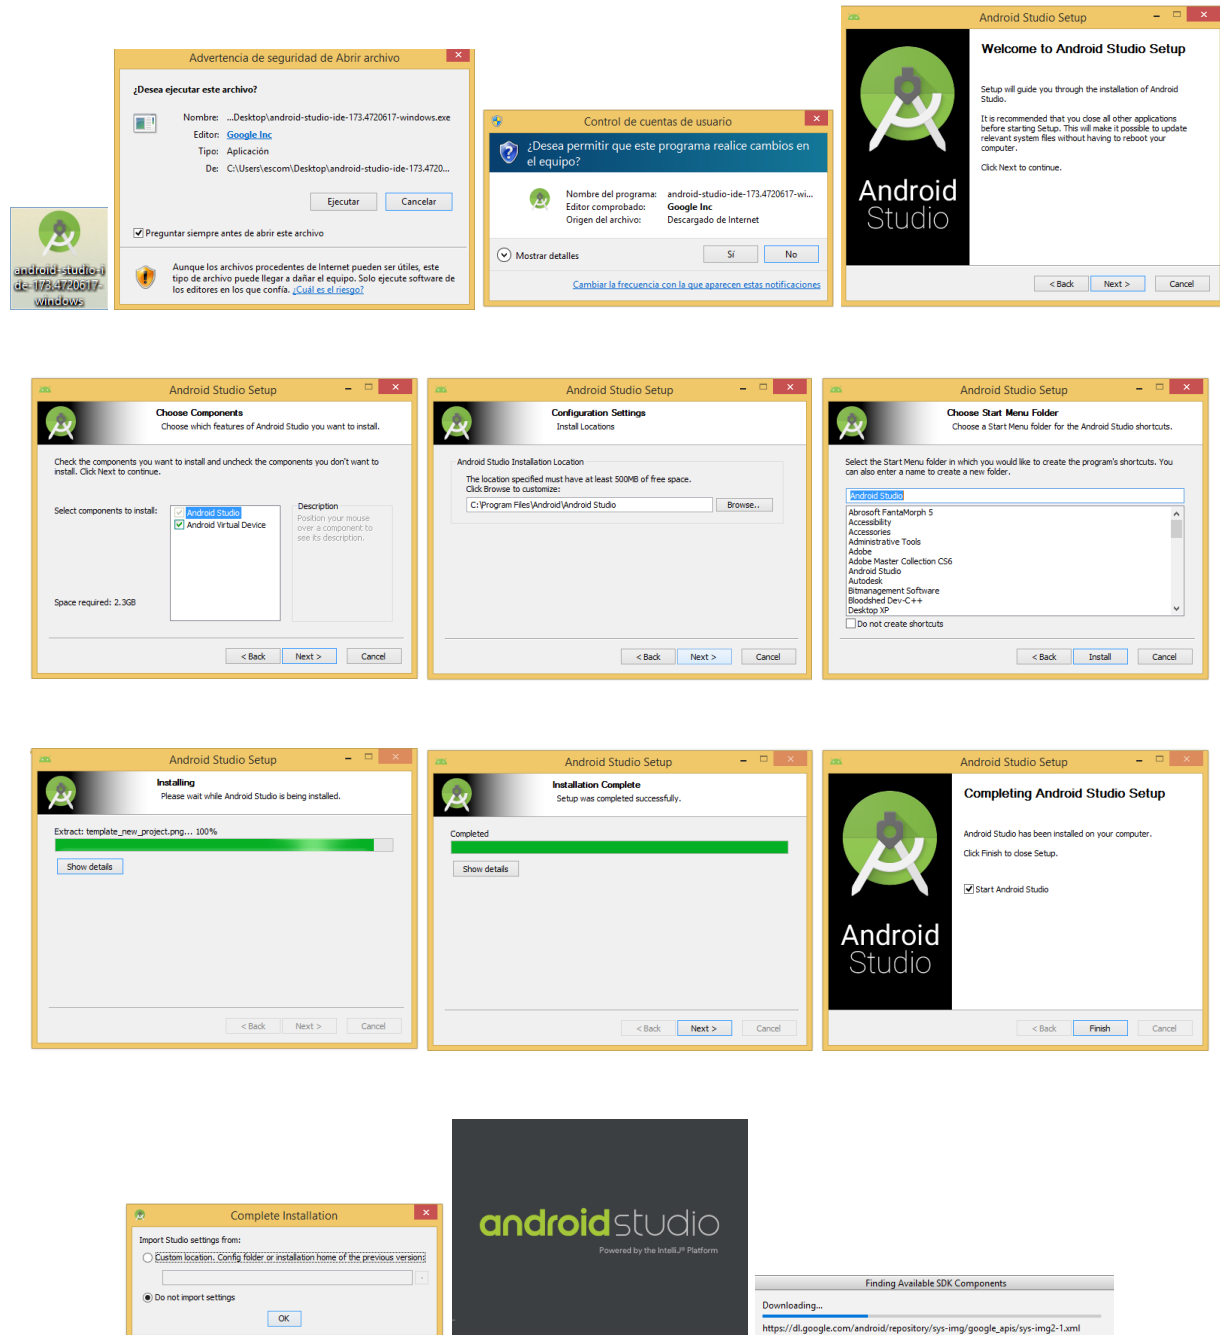 android-studio-i
de-173.4720617-
windows
Advertencia de seguridad de Abrir archivo
¿Desea ejecutar este archivo?
Nombre: ...Desktop\android-studio-ide-173.4720617-windows.exe
Editor: Google Inc
Tipo: Aplicación
De: C:\Users\escom\Desktop\android-studio-ide-173.4720...
Ejecutar Cancelar
Preguntar siempre antes de abrir este archivo
Aunque los archivos procedentes de Internet pueden ser útiles, este
tipo de archivo puede llegar a dañar el equipo. Solo ejecute software de
los editores en los que confía. ¿Cuál es el riesgo?
Control de cuentas de usuario
¿Desea permitir que este programa realice cambios en
el equipo?
Nombre del programa: android-studio-ide-173.4720617-wi...
Editor comprobado: Google Inc
Origen del archivo: Descargado de Internet
Mostrar detalles
Sí No
Cambiar la frecuencia con la que aparecen estas notificaciones
Android Studio Setup
Android
Studio
Welcome to Android Studio Setup
Setup will guide you through the installation of Android
Studio.
It is recommended that you close all other applications
before starting Setup. This will make it possible to update
relevant system files without having to reboot your
computer.
Click Next to continue.
< Back Next > Cancel
Android Studio Setup
Choose Components
Choose which features of Android Studio you want to install.
Check the components you want to install and uncheck the components you don't want to
install. Click Next to continue.
Select components to install:
Android Studio
Android Virtual Device
Description
Position your mouse
over a component to
see its description.
Space required: 2.3GB
< Back Next > Cancel
Android Studio Setup
Configuration Settings
Install Locations
Android Studio Installation Location
The location specified must have at least 500MB of free space.
Click Browse to customize:
C:\Program Files\Android\Android Studio Browse..
< Back Next > Cancel
Android Studio Setup
Choose Start Menu Folder
Choose a Start Menu folder for the Android Studio shortcuts.
Select the Start Menu folder in which you would like to create the program's shortcuts. You
can also enter a name to create a new folder.
Android Studio
Abrosoft FantaMorph 5
Accessibility
Accessories
Administrative Tools
Adobe
Adobe Master Collection CS6
Android Studio
Autodesk
Bitmanagement Software
Bloodshed Dev-C++
Desktop XP
Do not create shortcuts
< Back Install Cancel
Android Studio Setup
Installing
Please wait while Android Studio is being installed.
Extract: template_new_project.png... 100%
Show details
< Back Next > Cancel
Android Studio Setup
Installation Complete
Setup was completed successfully.
Completed
Show details
< Back Next > Cancel
Android Studio Setup
Android
Studio
Completing Android Studio Setup
Android Studio has been installed on your computer.
Click Finish to close Setup.
Start Android Studio
< Back Finish Cancel
Complete Installation
Import Studio settings from:
Custom location. Config folder or installation home of the previous version:
Do not import settings
OK
androidstudio
Powered by the IntelliJ® Platform
Finding Available SDK Components
Downloading...
https://dl.google.com/android/repository/sys-img/google_apis/sys-img2-1.xml